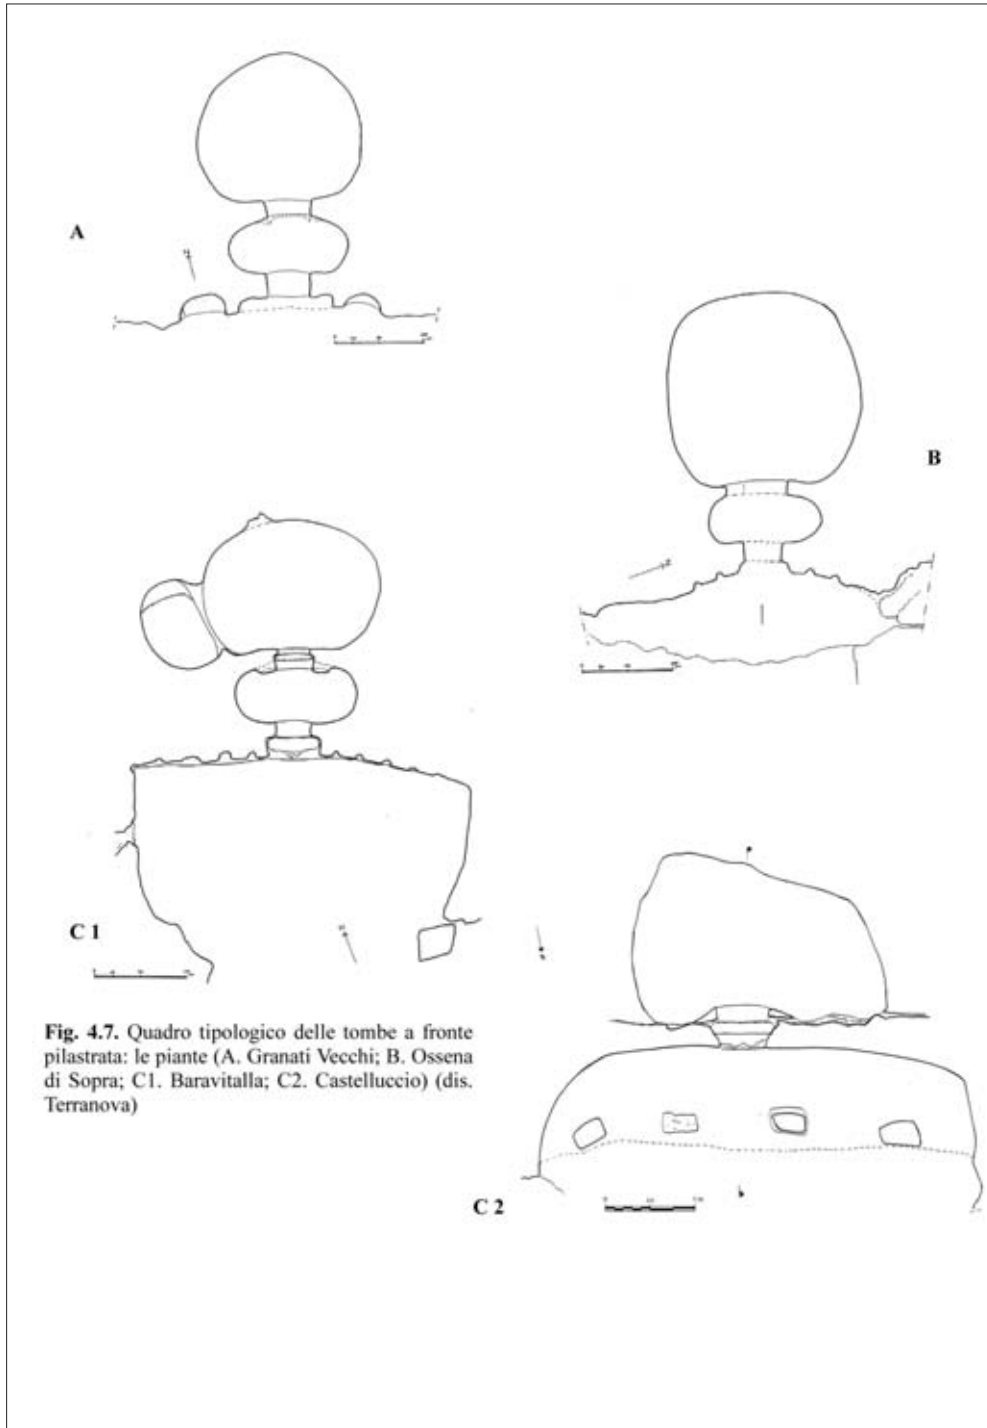 A
B
C 1
Fig. 4.7. Quadro tipologico delle tombe a fronte
pilastrata: le piante (A. Granati Vecchi; B. Ossena
di Sopra; C1. Baravitalla; C2. Castelluccio) (dis.
Terranova)
C 2